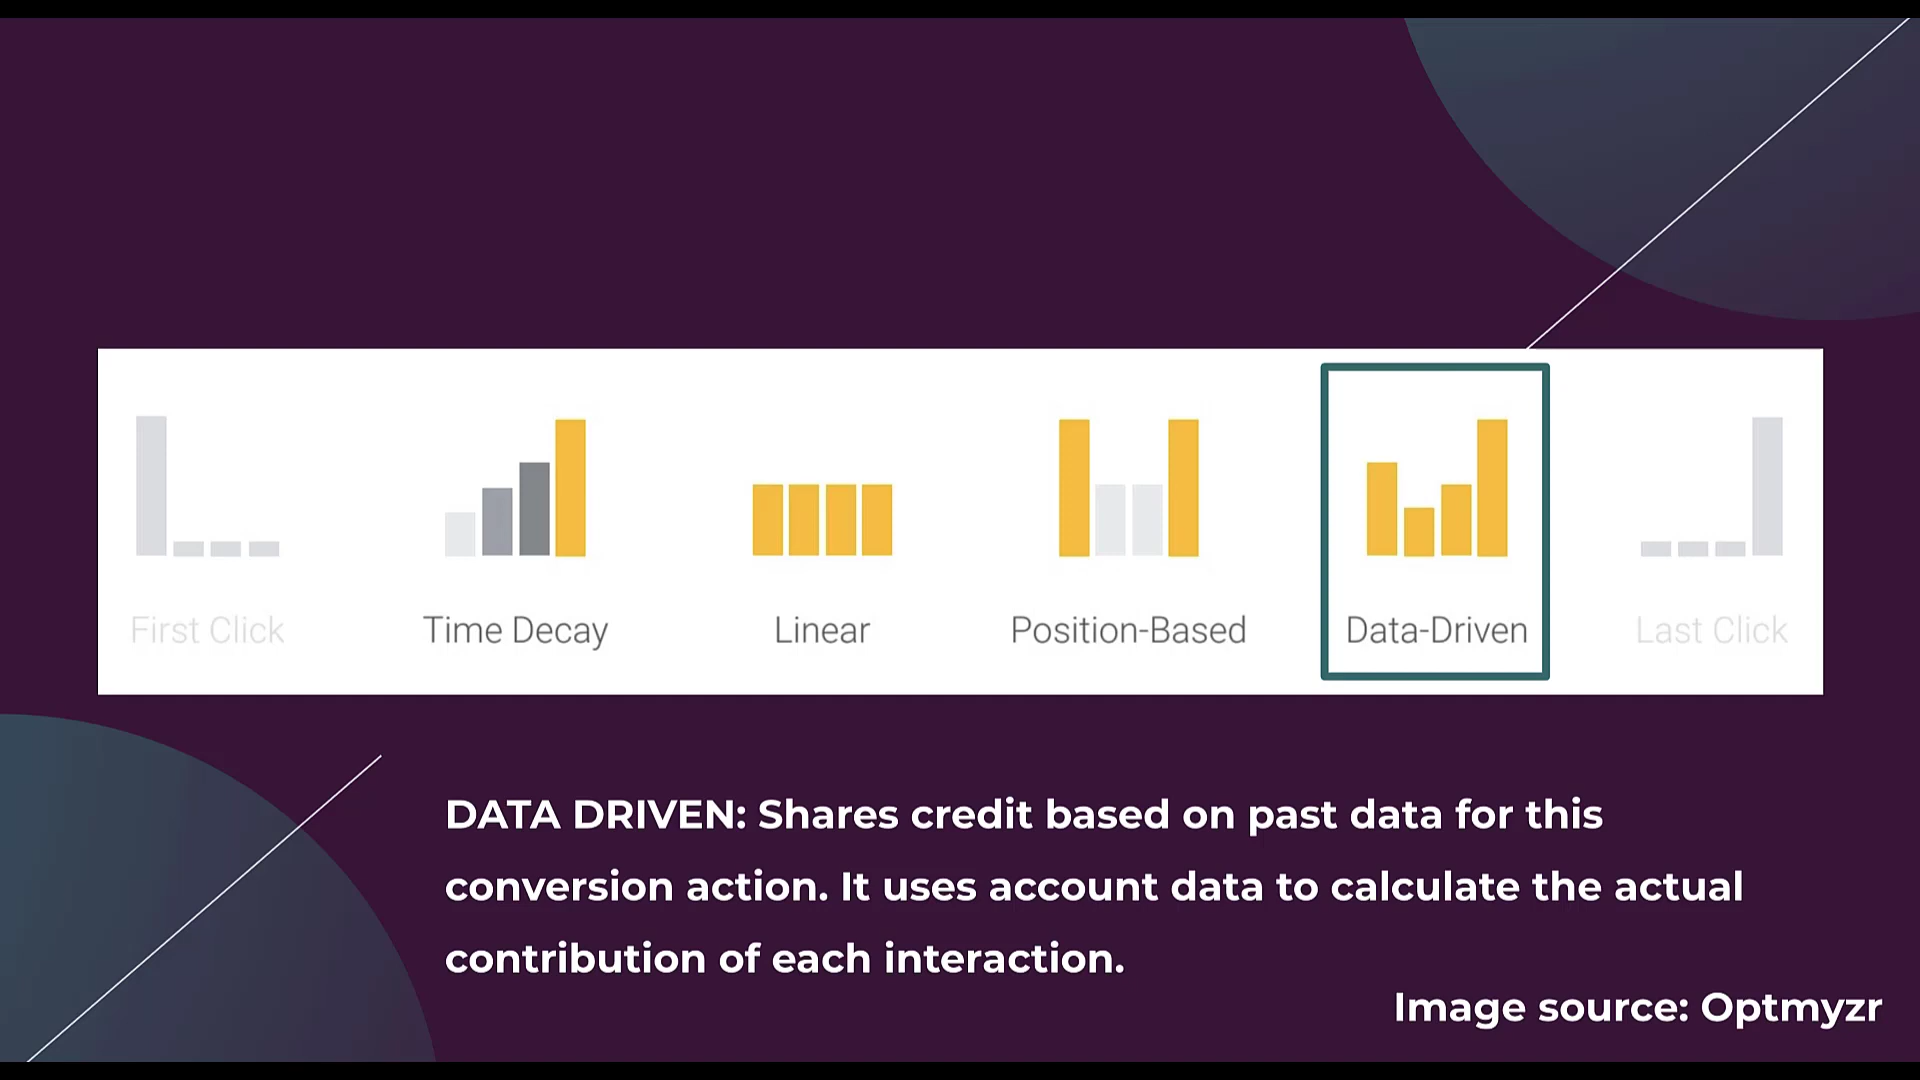 First Click
Time Decay
Linear
Position-Based
Data-Driven
Last Click
DATA DRIVEN: Shares credit based on past data for this
conversion action. It uses account data to calculate the actual
contribution of each interaction.
Image source: Optmyzr